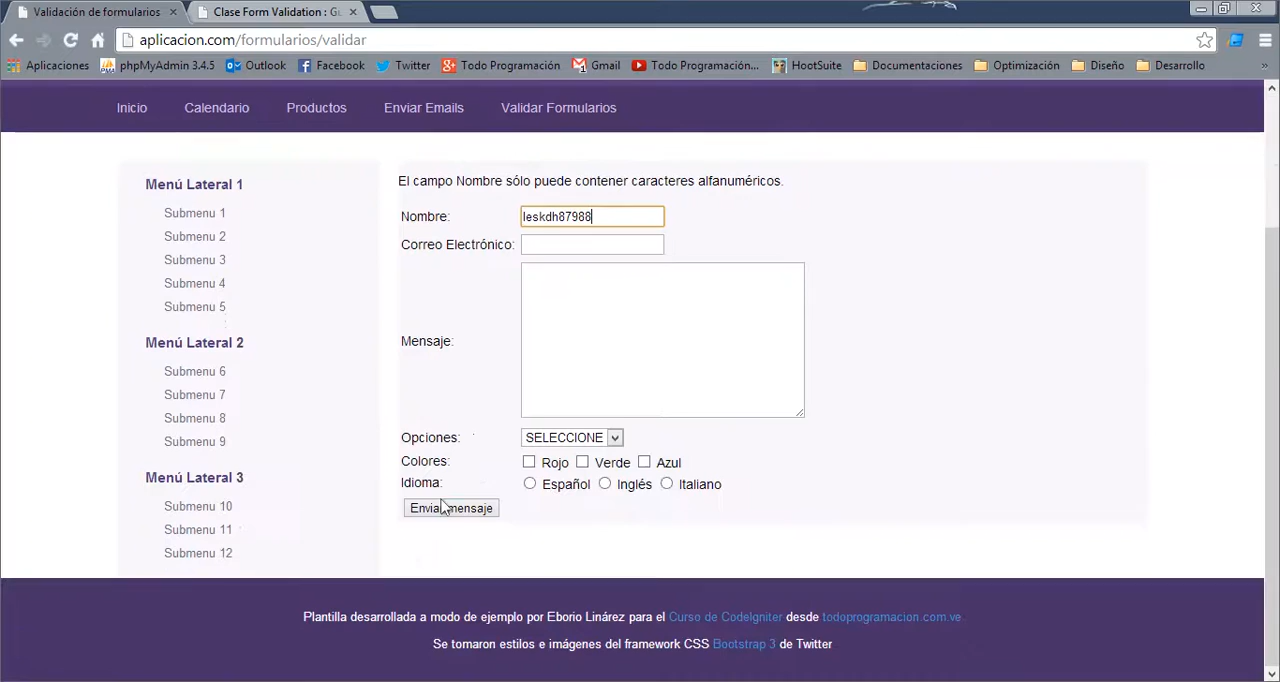 Validación de formularios
Clase Form Validation : G
aplicacion.com/formularios/validar
Aplicaciones phpMyAdmin 3.4.5 Outlook Facebook Twitter Todo Programación Gmail Todo Programación... HootSuite Documentaciones Optimización Diseño Desarrollo »
Inicio Calendario Productos Enviar Emails Validar Formularios
Menú Lateral 1
Submenu 1
Submenu 2
Submenu 3
Submenu 4
Submenu 5
Menú Lateral 2
Submenu 6
Submenu 7
Submenu 8
Submenu 9
Menú Lateral 3
Submenu 10
Submenu 11
Submenu 12
El campo Nombre sólo puede contener caracteres alfanuméricos.
Nombre: leskdh87988
Correo Electrónico:
Mensaje:
Opciones: SELECCIONE
Colores: Rojo Verde Azul
Idioma: Español Inglés Italiano
Enviar mensaje
Plantilla desarrollada a modo de ejemplo por Eborio Linárez para el Curso de CodeIgniter desde todoprogramacion.com.ve
Se tomaron estilos e imágenes del framework CSS Bootstrap 3 de Twitter